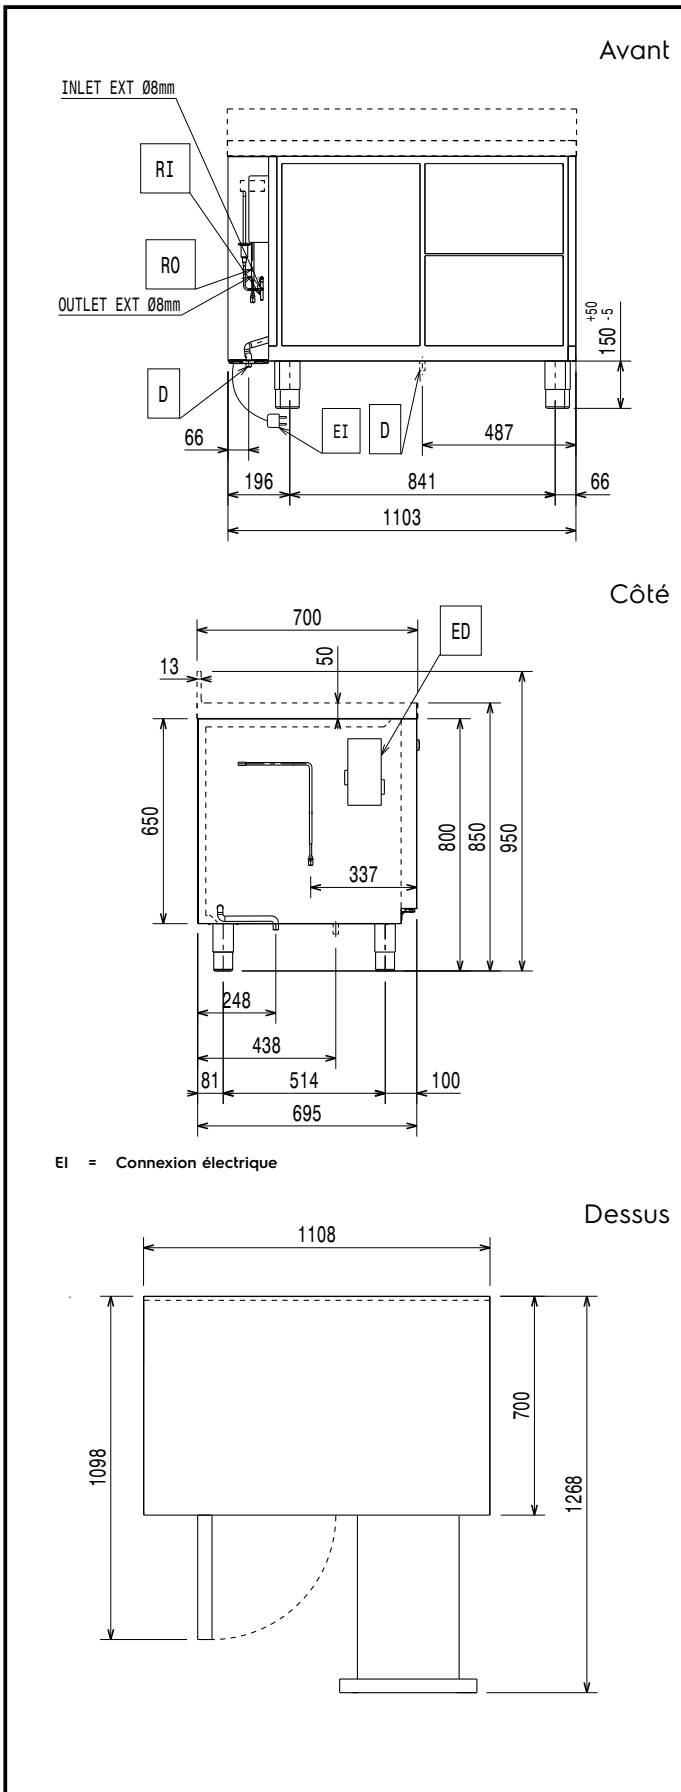 Avant
INLET EXT Ø8mm
RI
RO
OUTLET EXT Ø8mm
+50
-5
150
D
EI
D
66
487
196
841
66
1103
Côté
700
ED
50
13
650
800
850
950
337
248
438
81
514
100
695
EI = Connexion électrique
Dessus
1108
1098
700
1268